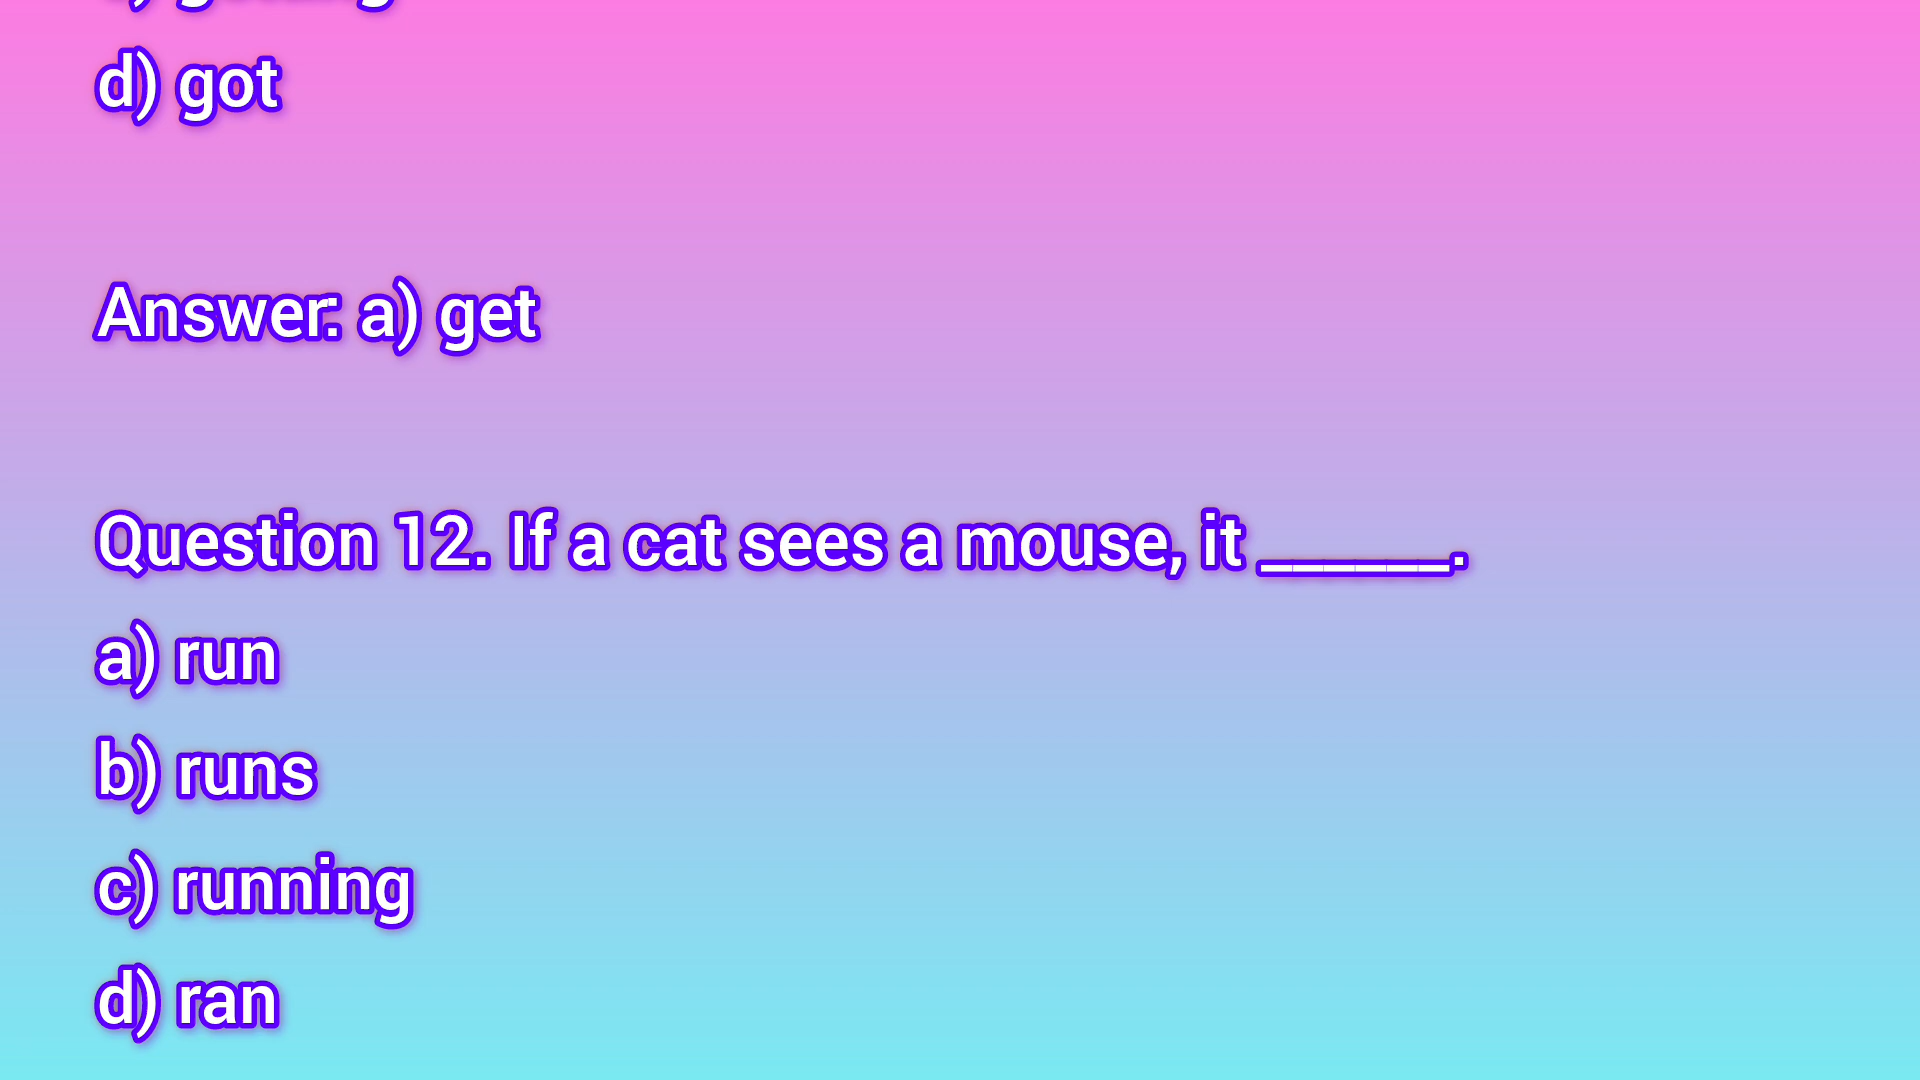 d) got
Answer: a) get
Question 12. If a cat sees a mouse, it ______.
a) run
b) runs
c) running
d) ran